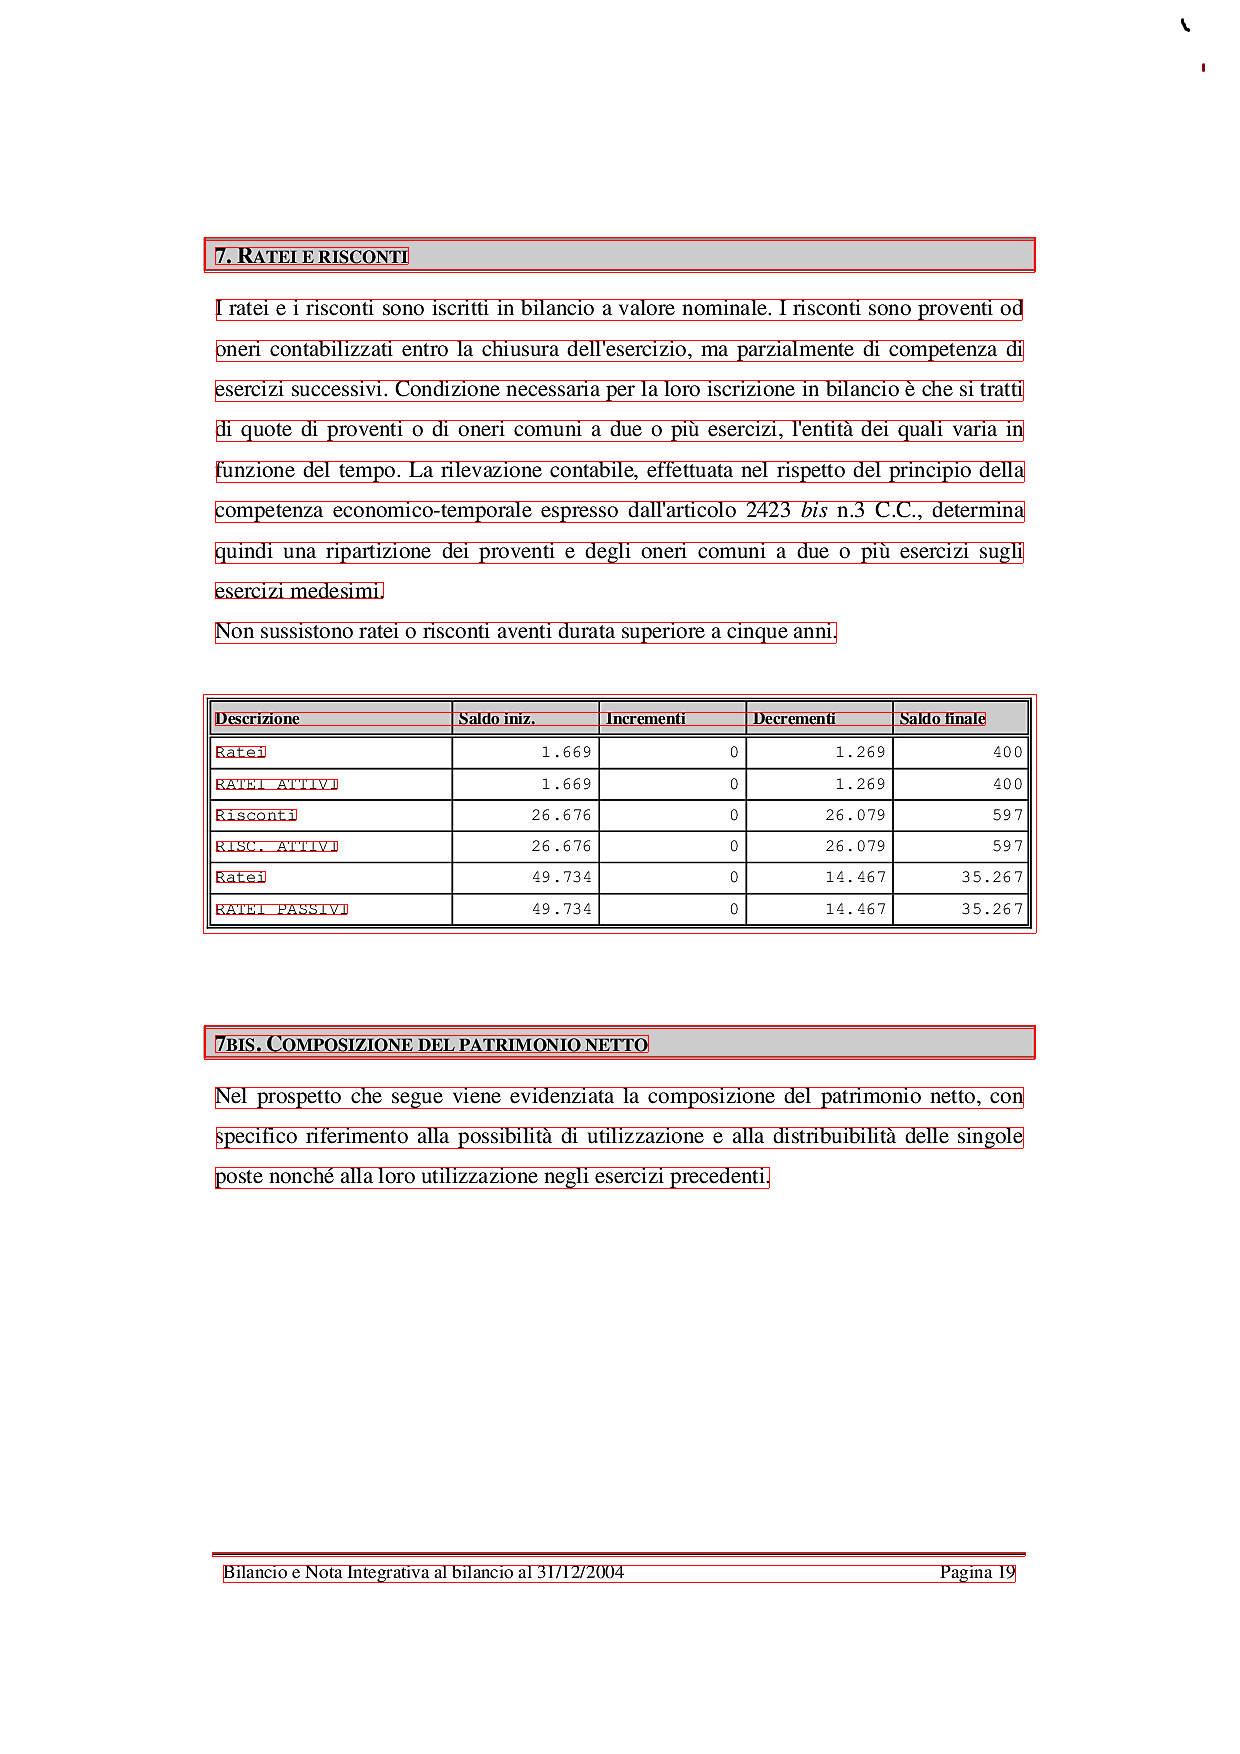 7. RATEI E RISCONTI
I ratei e i risconti sono iscritti in bilancio a valore nominale. I risconti sono proventi od
oneri contabilizzati entro la chiusura dell'esercizio, ma parzialmente di competenza di
esercizi successivi. Condizione necessaria per la loro iscrizione in bilancio è che si tratti
di quote di proventi o di oneri comuni a due o più esercizi, l'entità dei quali varia in
funzione del tempo. La rilevazione contabile, effettuata nel rispetto del principio della
competenza economico-temporale espresso dall'articolo 2423 bis n.3 C.C., determina
quindi una ripartizione dei proventi e degli oneri comuni a due o più esercizi sugli
esercizi medesimi.
Non sussistono ratei o risconti aventi durata superiore a cinque anni.
Descrizione Saldo iniz. Incrementi Decrementi Saldo finale
Ratei 1.669 0 1.269 400
RATEI ATTIVI 1.669 0 1.269 400
Risconti 26.676 0 26.079 597
RISC. ATTIVI 26.676 0 26.079 597
Ratei 49.734 0 14.467 35.267
RATEI PASSIVI 49.734 0 14.467 35.267
7BIS. COMPOSIZIONE DEL PATRIMONIO NETTO
Nel prospetto che segue viene evidenziata la composizione del patrimonio netto, con
specifico riferimento alla possibilità di utilizzazione e alla distribuibilità delle singole
poste nonché alla loro utilizzazione negli esercizi precedenti.
Bilancio e Nota Integrativa al bilancio al 31/12/2004 Pagina 19